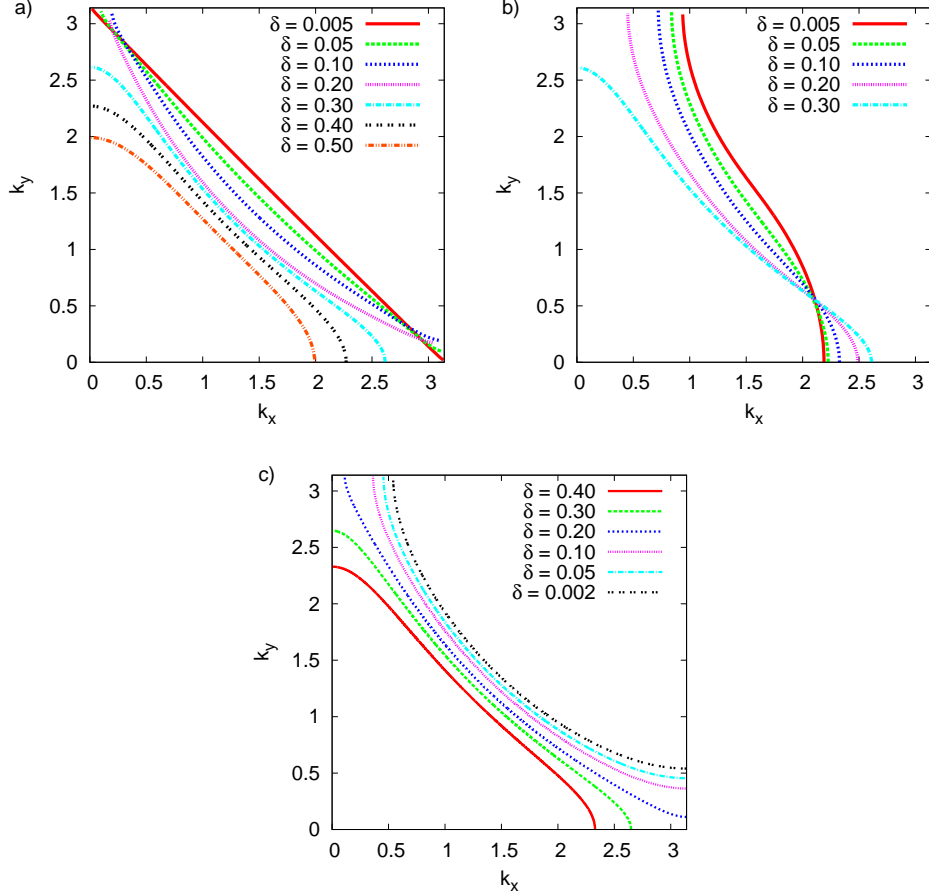 a)
δ = 0.005
δ = 0.05
δ = 0.10
δ = 0.20
δ = 0.30
δ = 0.40
δ = 0.50
3
2.5
2
1.5
1
0.5
0
k_y
0 0.5 1 1.5 2 2.5 3
k_x
b)
δ = 0.005
δ = 0.05
δ = 0.10
δ = 0.20
δ = 0.30
3
2.5
2
1.5
1
0.5
0
k_y
0 0.5 1 1.5 2 2.5 3
k_x
c)
δ = 0.40
δ = 0.30
δ = 0.20
δ = 0.10
δ = 0.05
δ = 0.002
3
2.5
2
1.5
1
0.5
0
k_y
0 0.5 1 1.5 2 2.5 3
k_x